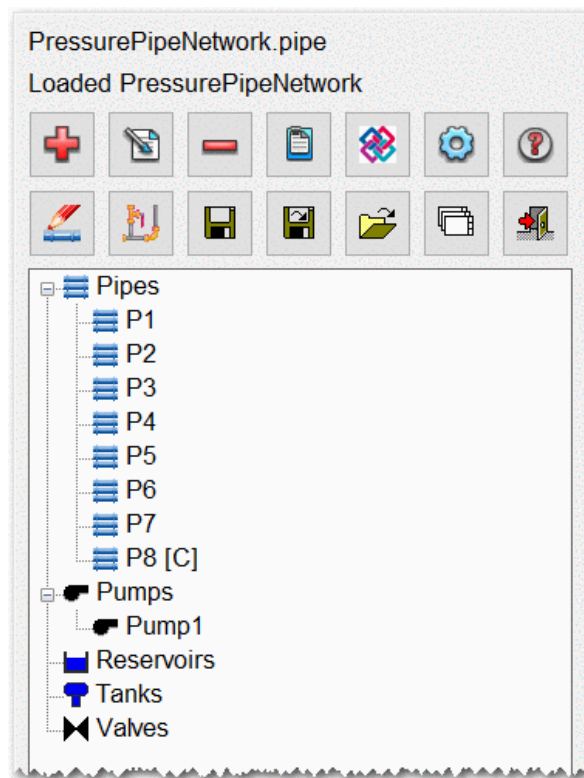 PressurePipeNetwork.pipe
Loaded PressurePipeNetwork
Pipes
P1
P2
P3
P4
P5
P6
P7
P8 [C]
Pumps
Pump1
Reservoirs
Tanks
Valves